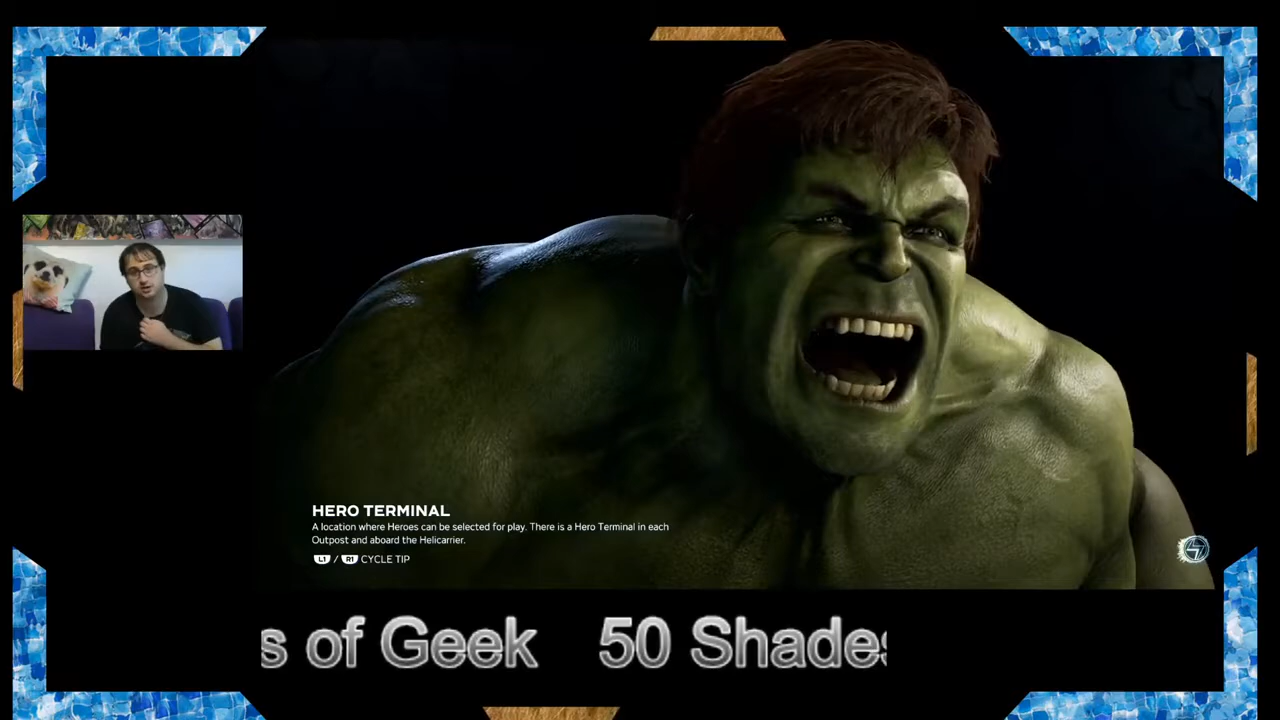 HERO TERMINAL
A location where Heroes can be selected for play. There is a Hero Terminal in each
Outpost and aboard the Helicarrier.
L1 / R1 CYCLE TIP
s of Geek 50 Shades